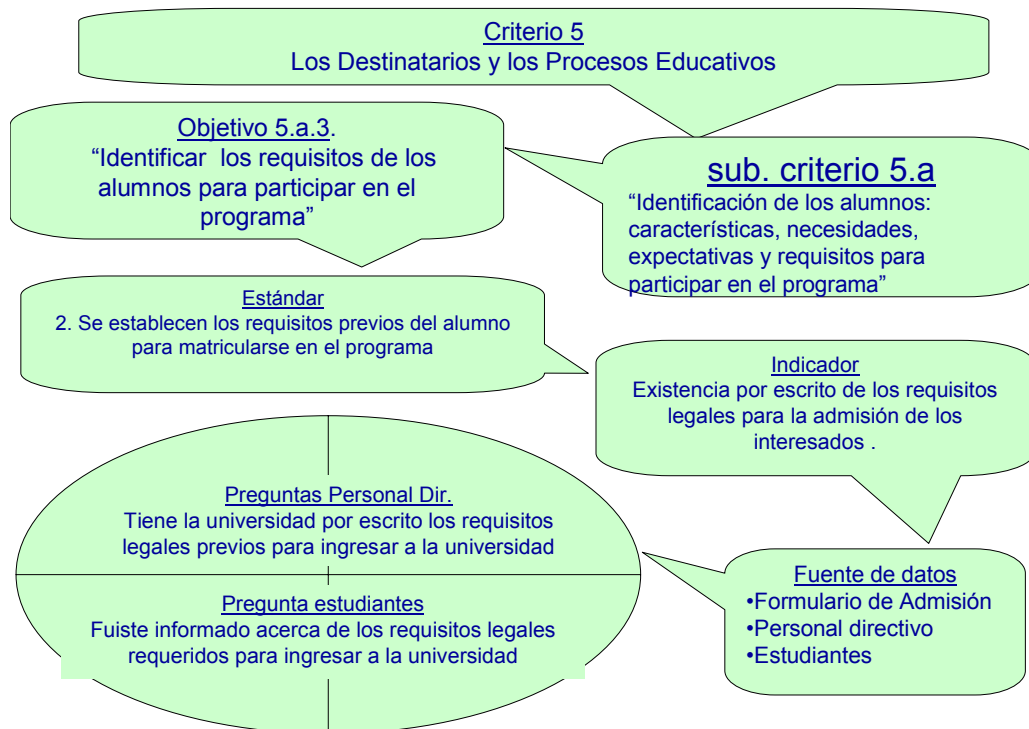 Criterio 5
Los Destinatarios y los Procesos Educativos
Objetivo 5.a.3.
“Identificar los requisitos de los
alumnos para participar en el
programa”
sub. criterio 5.a
“Identificación de los alumnos:
características, necesidades,
expectativas y requisitos para
participar en el programa”
Estándar
2. Se establecen los requisitos previos del alumno
para matricularse en el programa
Indicador
Existencia por escrito de los requisitos
legales para la admisión de los
interesados .
Fuente de datos
•Formulario de Admisión
•Personal directivo
•Estudiantes
Preguntas Personal Dir.
Tiene la universidad por escrito los requisitos
legales previos para ingresar a la universidad
Pregunta estudiantes
Fuiste informado acerca de los requisitos legales
requeridos para ingresar a la universidad